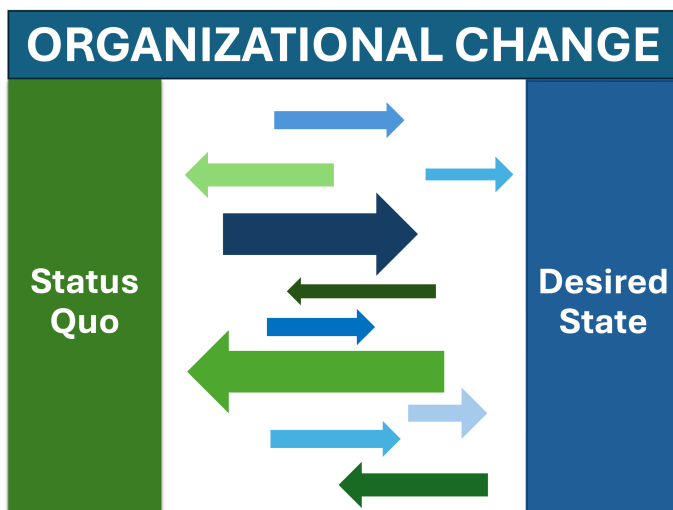 ORGANIZATIONAL CHANGE
Status
Quo
Desired
State